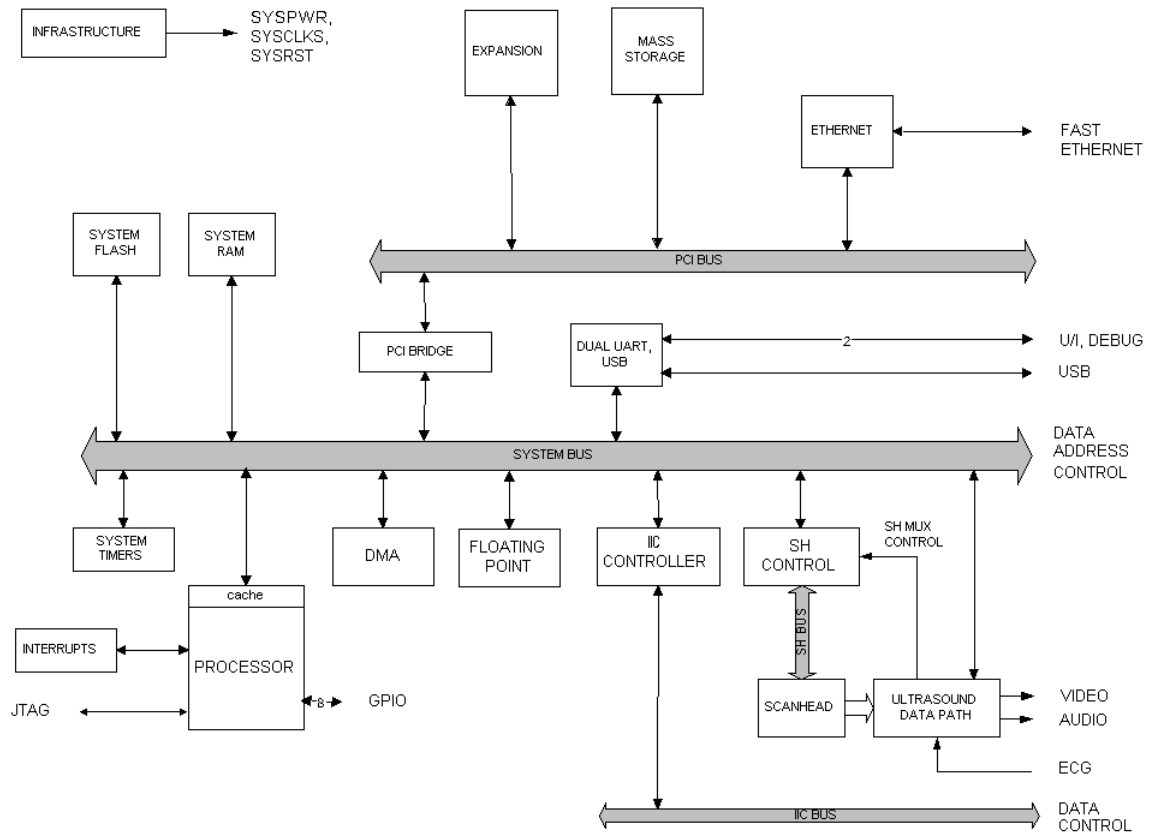 INFRASTRUCTURE
SYSPWR,
SYSCLKS,
SYSRST
EXPANSION
MASS
STORAGE
ETHERNET
FAST
ETHERNET
SYSTEM
FLASH
SYSTEM
RAM
PCI BUS
PCI BRIDGE
DUAL UART,
USB
2
U/I, DEBUG
USB
SYSTEM BUS
DATA
ADDRESS
CONTROL
SYSTEM
TIMERS
DMA
FLOATING
POINT
IIC
CONTROLLER
SH
CONTROL
SH MUX
CONTROL
cache
PROCESSOR
INTERRUPTS
JTAG
8
GPIO
SH BUS
SCANHEAD
ULTRASOUND
DATA PATH
VIDEO
AUDIO
ECG
IIC BUS
DATA
CONTROL